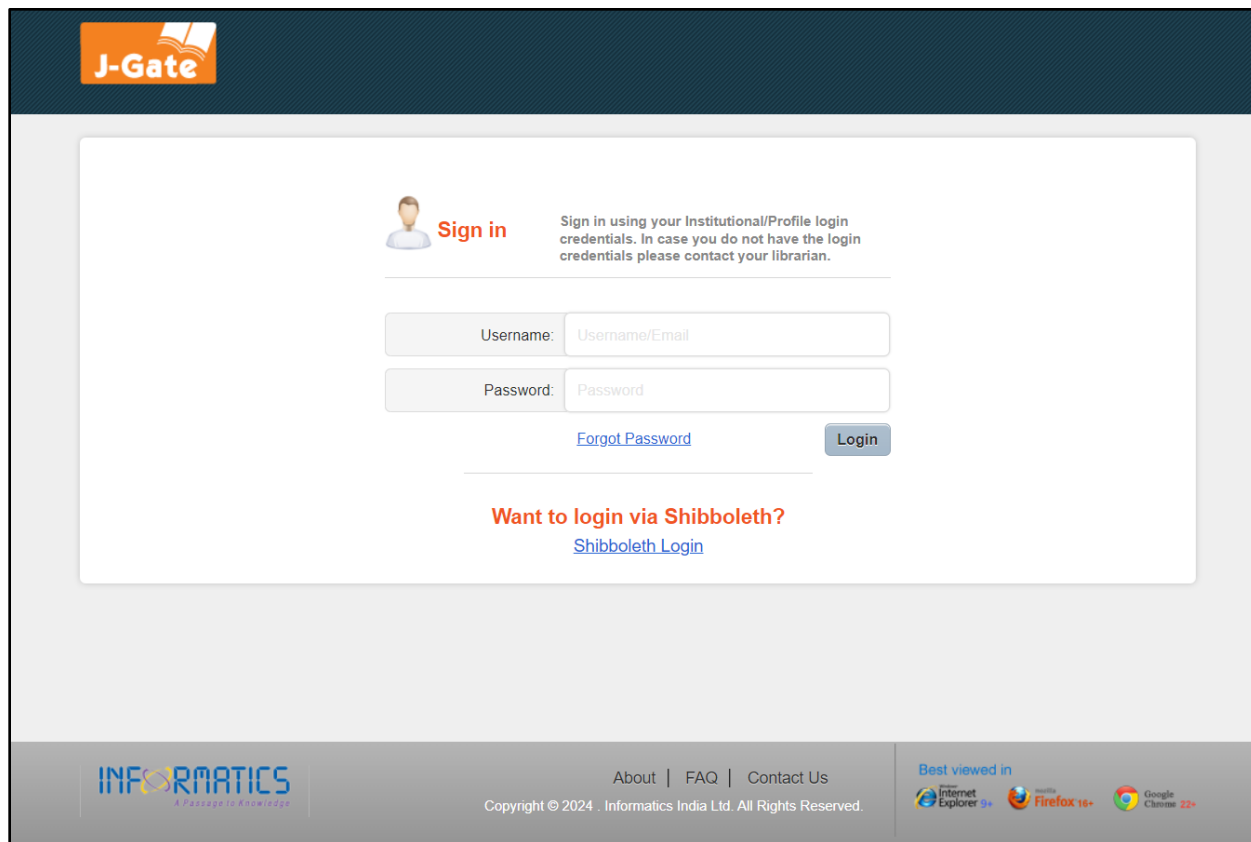 J-Gate
Sign in
Sign in using your Institutional/Profile login
credentials. In case you do not have the login
credentials please contact your librarian.
Username:
Username/Email
Password:
Password
Forgot Password
Login
Want to login via Shibboleth?
Shibboleth Login
INFORMATICS
A Passage to Knowledge
About | FAQ | Contact Us
Copyright © 2024 . Informatics India Ltd. All Rights Reserved.
Best viewed in
Windows
Internet
Explorer 9+
mozilla
Firefox 16+
Google
Chrome 22+